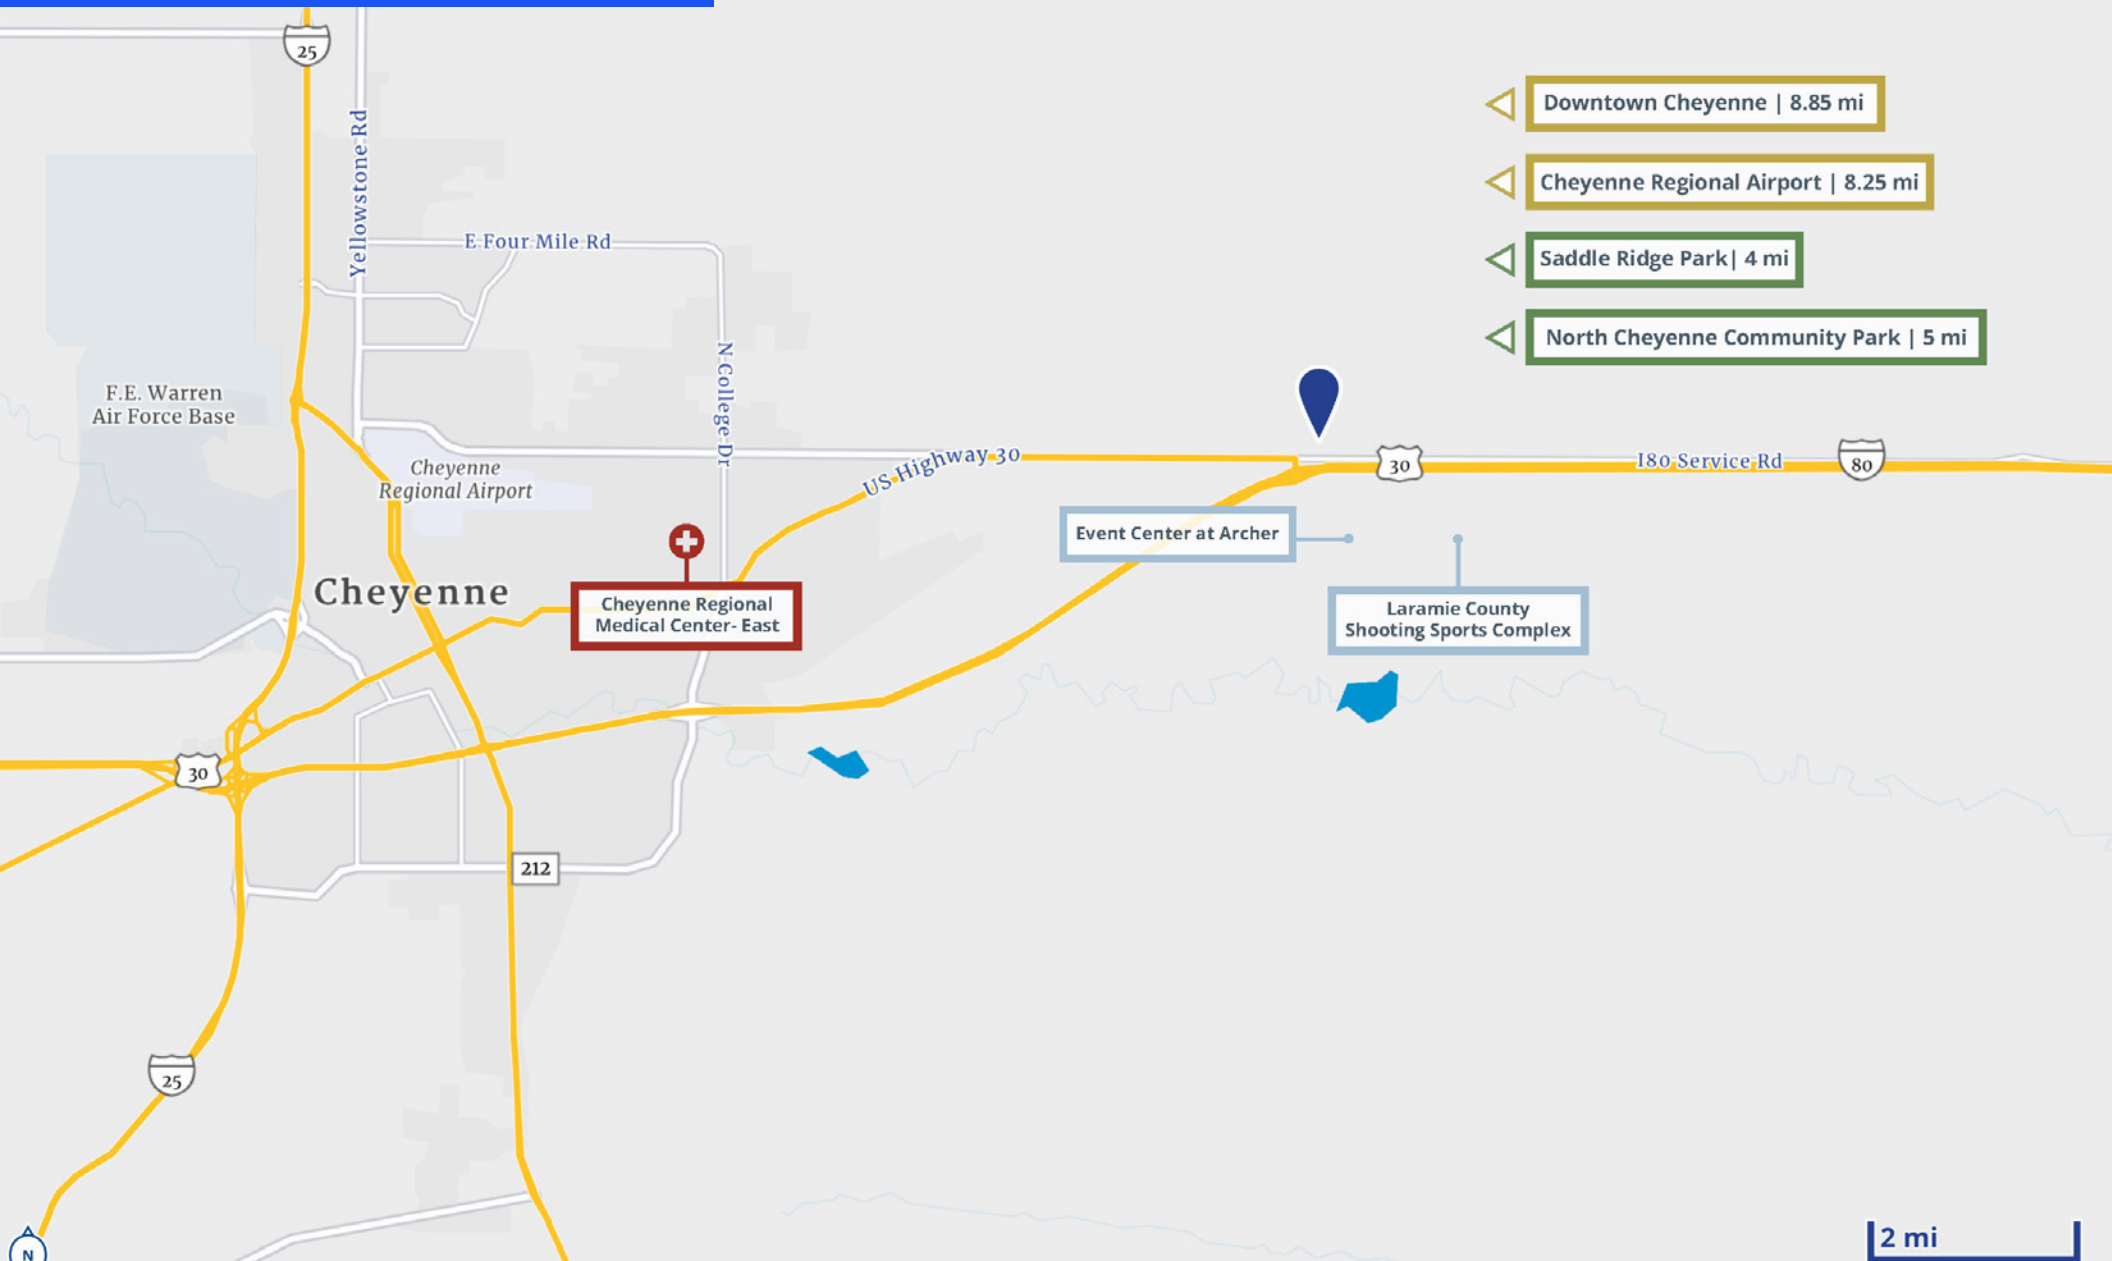 25
Yellowstone Rd
Downtown Cheyenne | 8.85 mi
Cheyenne Regional Airport | 8.25 mi
E Four Mile Rd
Saddle Ridge Park| 4 mi
North Cheyenne Community Park | 5 mi
N College Dr
F.E. Warren
Air Force Base
Cheyenne
Regional Airport
US Highway 30
30
I80 Service Rd
80
Event Center at Archer
Cheyenne
Cheyenne Regional
Medical Center- East
Laramie County
Shooting Sports Complex
30
212
25
N
2 mi